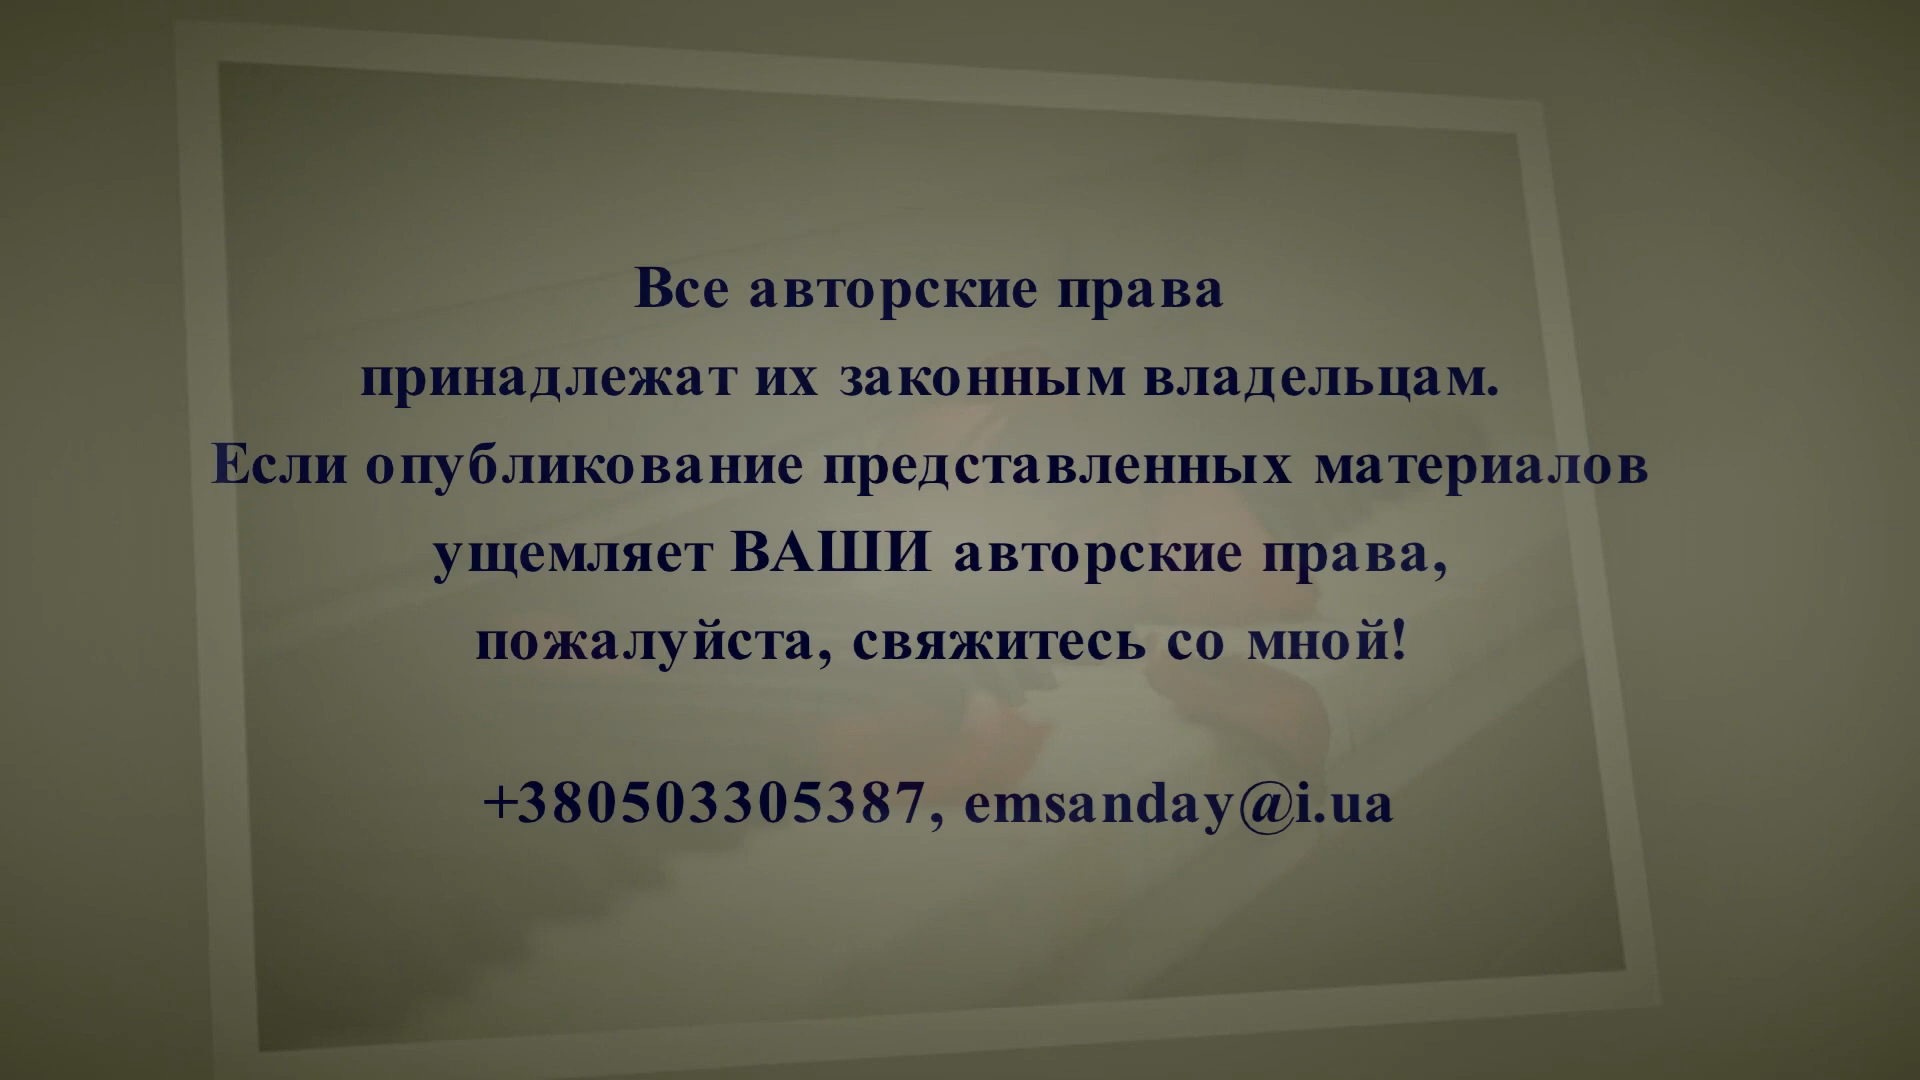 Все авторские права
принадлежат их законным владельцам.
Если опубликование представленных материалов
ущемляет ВАШИ авторские права,
пожалуйста, свяжитесь со мной!
+380503305387, emsanday@i.ua